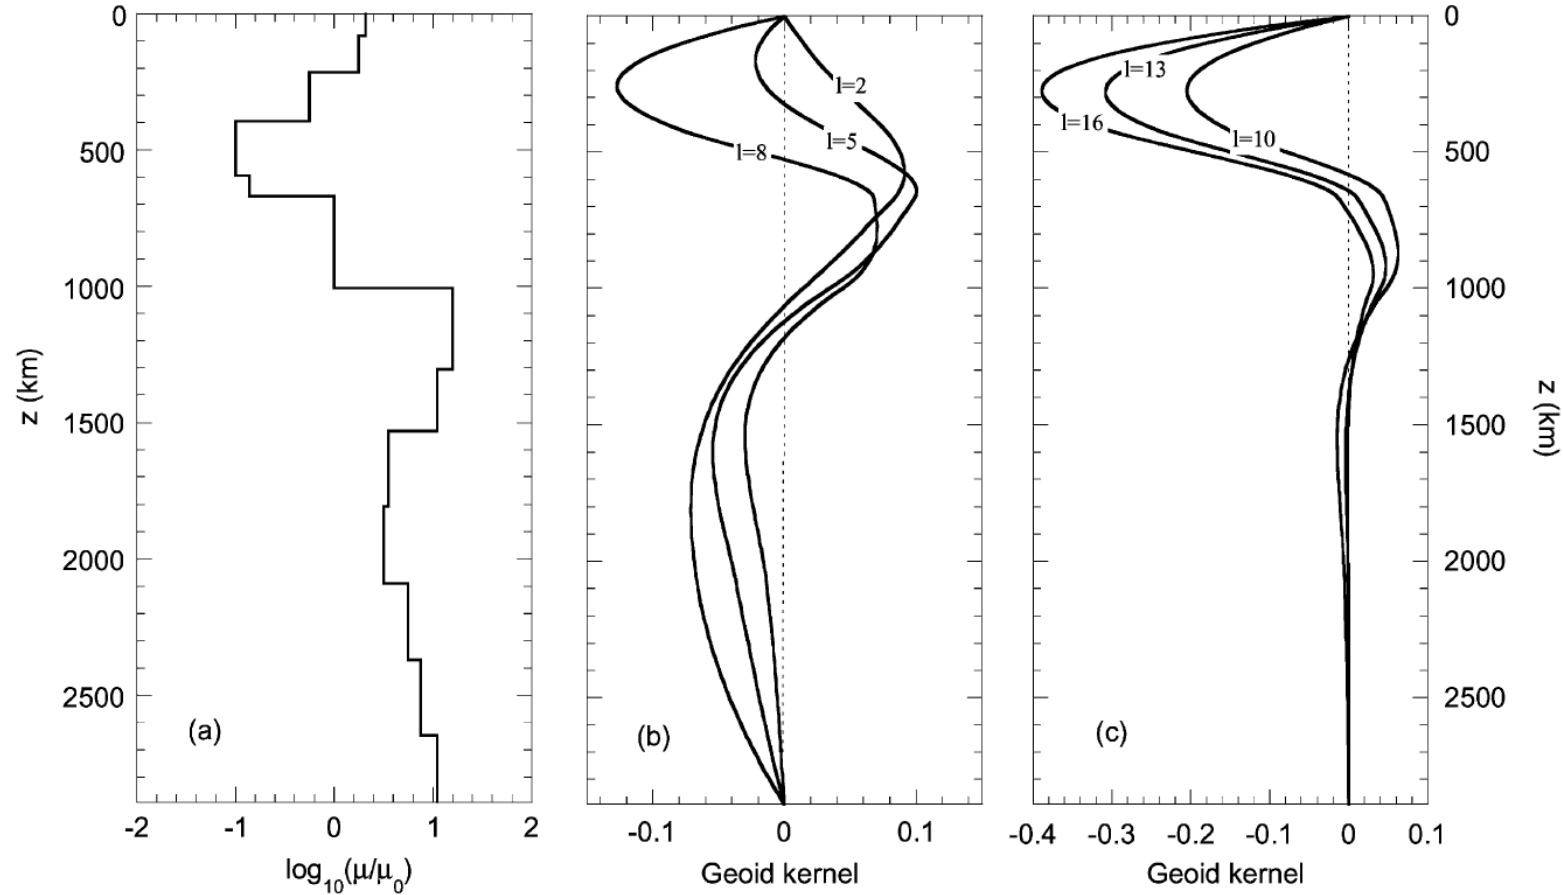 0
500
1000
1500
2000
2500
z (km)
(a)
-2 -1 0 1 2
log10(μ/μ0)
l=2
l=5
l=8
(b)
-0.1 0 0.1
Geoid kernel
l=13
l=16
l=10
(c)
-0.4 -0.3 -0.2 -0.1 0 0.1
Geoid kernel
0
500
1000
1500
2000
2500
z (km)